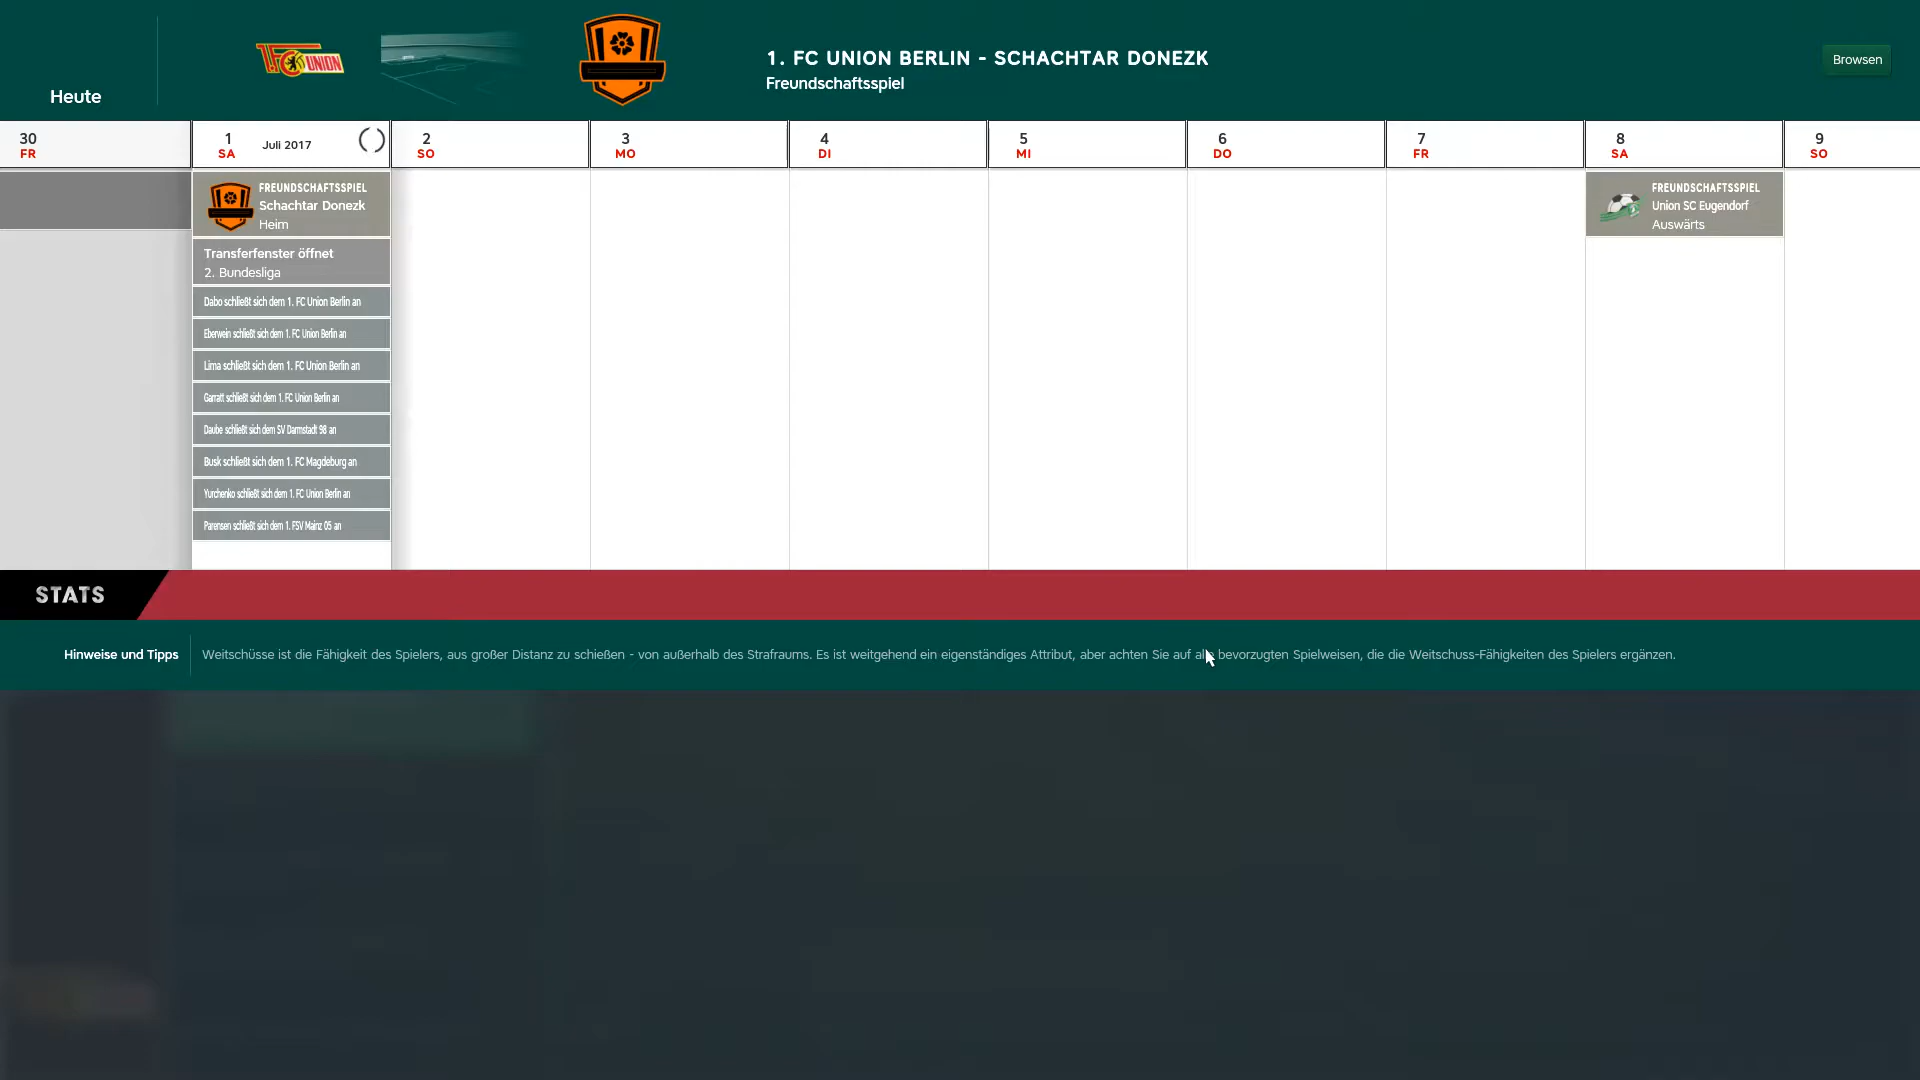 Heute
1. FC UNION BERLIN - SCHACHTAR DONEZK
Freundschaftsspiel
Browsen
30
FR
1
SA
Juli 2017
2
SO
3
MO
4
DI
5
MI
6
DO
7
FR
8
SA
9
SO
FREUNDSCHAFTSSPIEL
Schachtar Donezk
Heim
Transferfenster öffnet
2. Bundesliga
Dabo schließt sich dem 1. FC Union Berlin an
Eberwein schließt sich dem 1. FC Union Berlin an
Lima schließt sich dem 1. FC Union Berlin an
Garratt schließt sich dem 1. FC Union Berlin an
Daube schließt sich dem SV Darmstadt 98 an
Busk schließt sich dem 1. FC Magdeburg an
Yurchenko schließt sich dem 1. FC Union Berlin an
Parensen schließt sich dem 1. FSV Mainz 05 an
FREUNDSCHAFTSSPIEL
Union SC Eugendorf
Auswärts
STATS
Hinweise und Tipps
Weitschüsse ist die Fähigkeit des Spielers, aus großer Distanz zu schießen - von außerhalb des Strafraums. Es ist weitgehend ein eigenständiges Attribut, aber achten Sie auf alle bevorzugten Spielweisen, die die Weitschuss-Fähigkeiten des Spielers ergänzen.
1.FC UNION